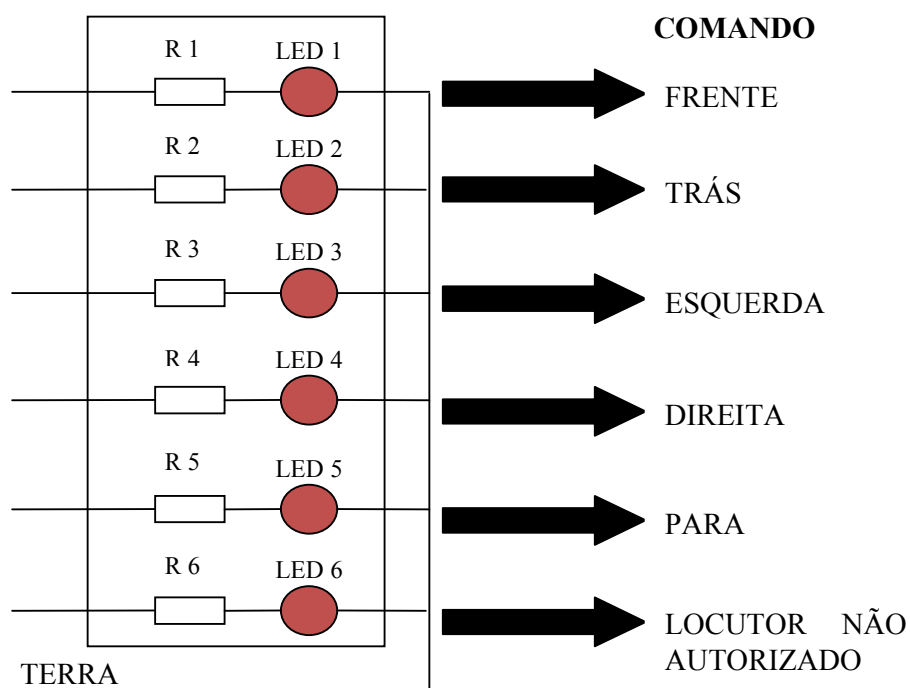 COMANDO
R 1 LED 1
FRENTE
R 2 LED 2
TRÁS
R 3 LED 3
ESQUERDA
R 4 LED 4
DIREITA
R 5 LED 5
PARA
R 6 LED 6
LOCUTOR NÃO
AUTORIZADO
TERRA